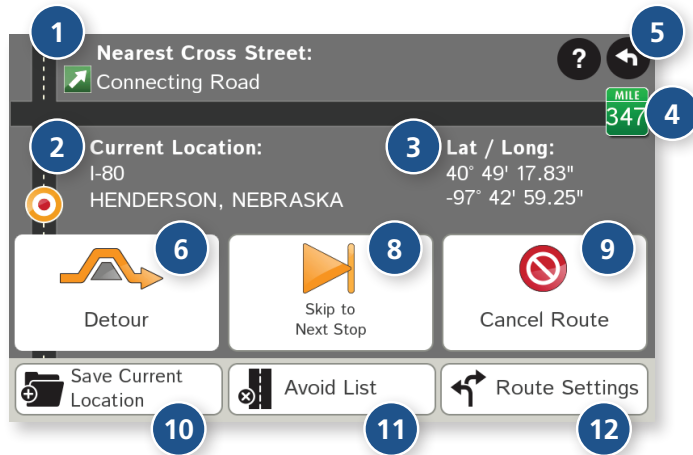 1
Nearest Cross Street:
Connecting Road
?
5
MILE
347
4
2
Current Location:
I-80
HENDERSON, NEBRASKA
3
Lat / Long:
40° 49' 17.83"
-97° 42' 59.25"
6
Detour
8
Skip to
Next Stop
9
Cancel Route
Save Current
Location
10
Avoid List
11
Route Settings
12